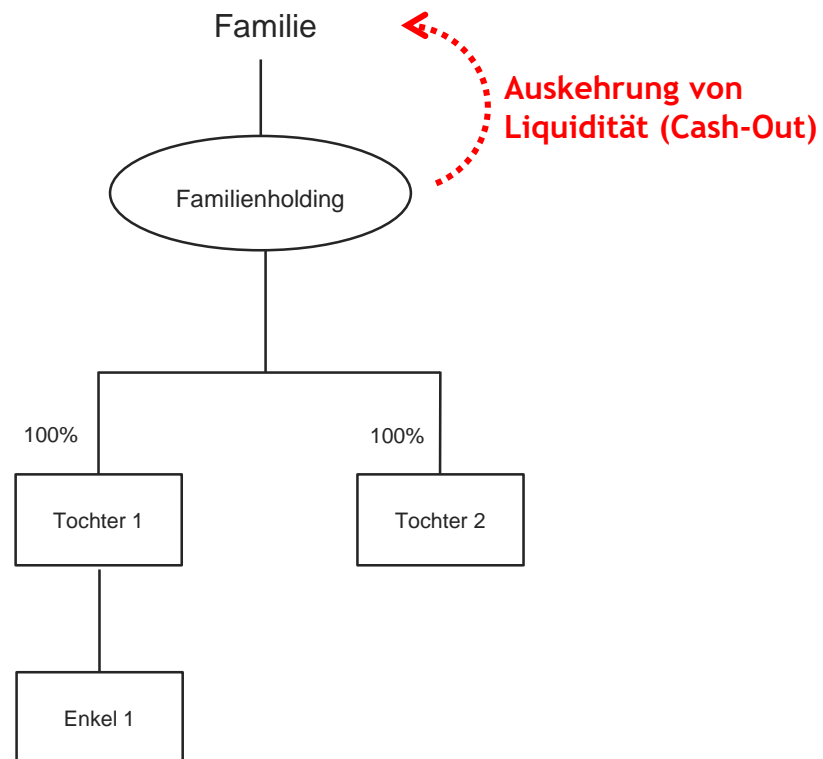 Familie
Auskehrung von
Liquidität (Cash-Out)
Familienholding
100%
100%
Tochter 1
Tochter 2
Enkel 1